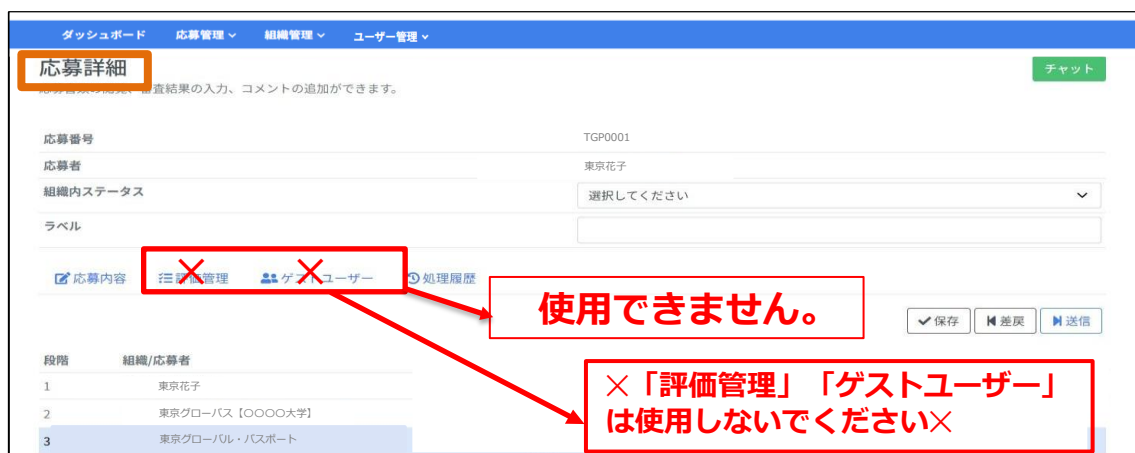 ダッシュボード 応募管理 組織管理 ユーザー管理
応募詳細
チャット
審査結果の入力、コメントの追加ができます。
応募番号 TGP0001
応募者 東京花子
組織内ステータス 選択してください
ラベル
応募内容 評価管理 ゲストユーザー 処理履歴
使用できません。
保存 差戻 送信
段階 組織/応募者
1 東京花子
2 東京グローバス【〇〇〇〇大学】
3 東京グローバル・パスポート
×「評価管理」「ゲストユーザー」
は使用しないでください×